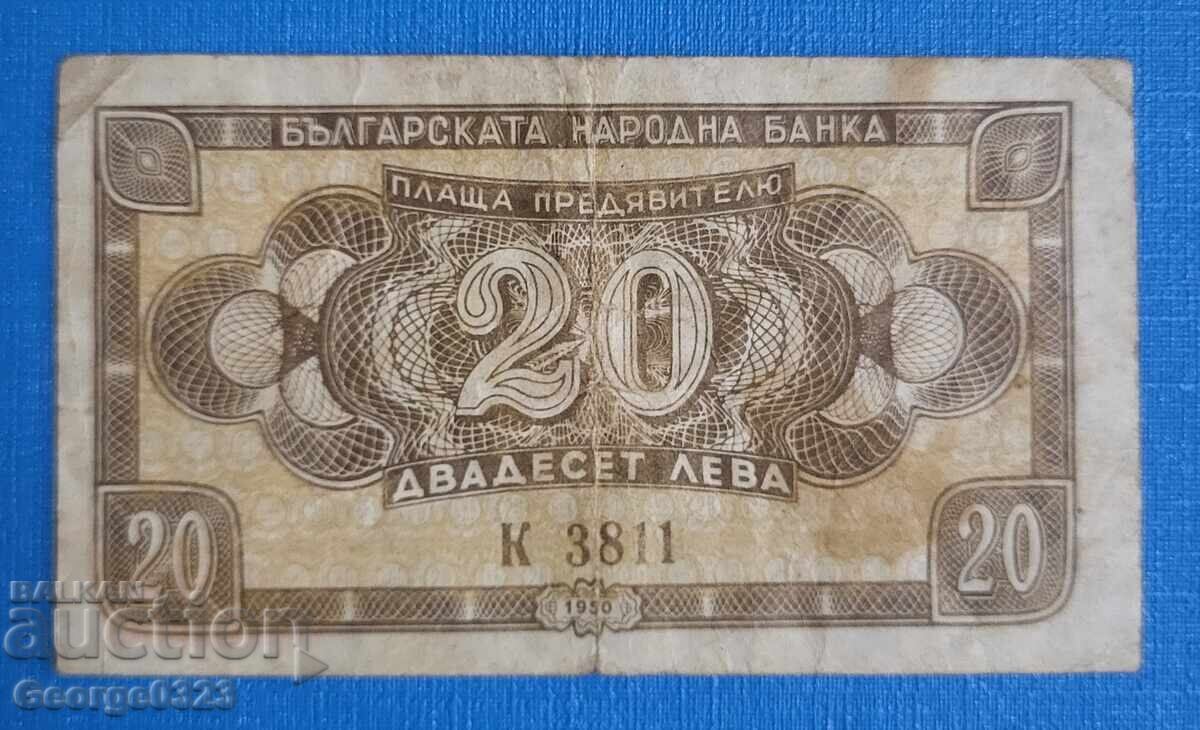 БЪЛГАРСКАТА НАРОДНА БАНКА
ПЛАЩА ПРЕДЯВИТЕЛЮ
20
ДВАДЕСЕТ ЛЕВА
К 3811
20
20
1950
BALKAN
auction
George0323